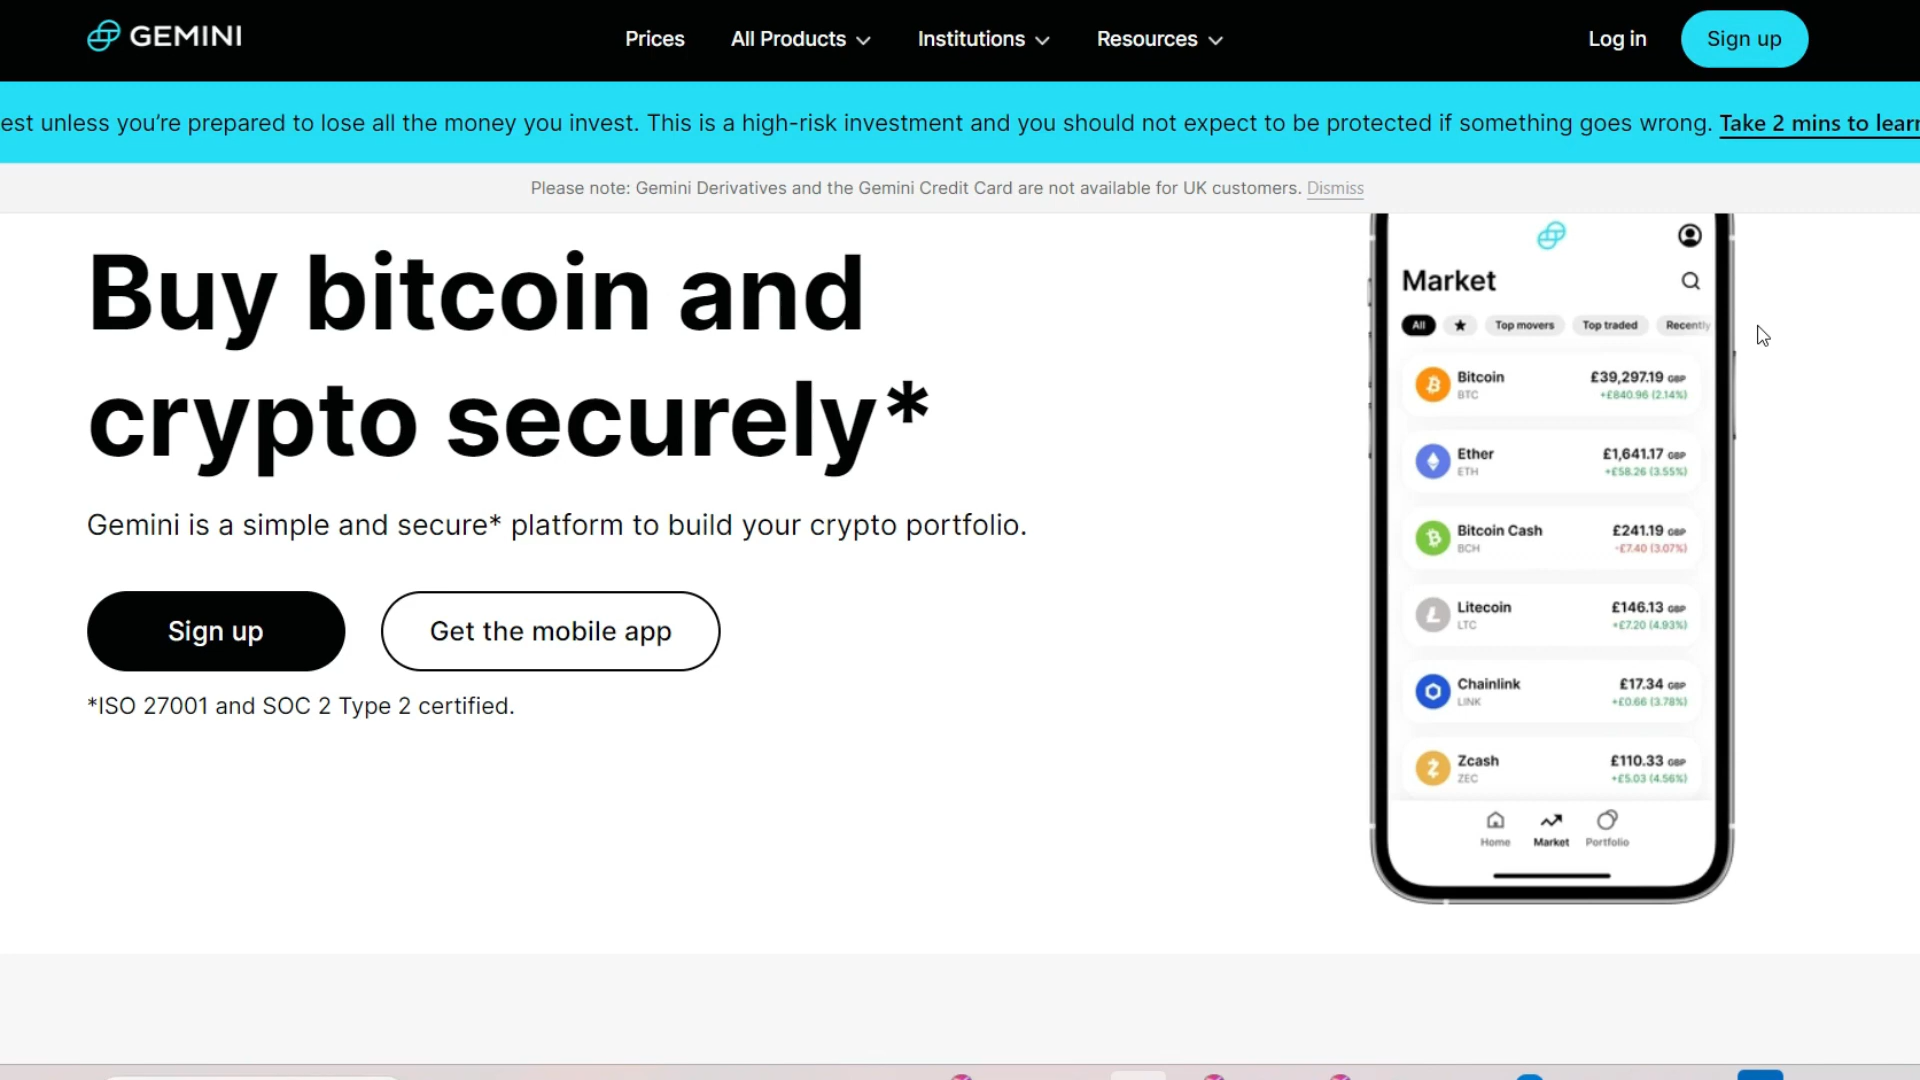 GEMINI
Prices
All Products
Institutions
Resources
Log in
Sign up
est unless you’re prepared to lose all the money you invest. This is a high-risk investment and you should not expect to be protected if something goes wrong. Take 2 mins to learn
Please note: Gemini Derivatives and the Gemini Credit Card are not available for UK customers. Dismiss
Buy bitcoin and
crypto securely*
Gemini is a simple and secure* platform to build your crypto portfolio.
Sign up
Get the mobile app
*ISO 27001 and SOC 2 Type 2 certified.
Market
All
Top movers
Top traded
Recently
Bitcoin £39,297.19 GBP
BTC +£840.96 (2.14%)
Ether £1,641.17 GBP
ETH +£58.26 (3.55%)
Bitcoin Cash £241.19 GBP
BCH -£7.40 (3.07%)
Litecoin £146.13 GBP
LTC +£7.20 (4.93%)
Chainlink £17.34 GBP
LINK +£0.66 (3.78%)
Zcash £110.33 GBP
ZEC +£5.03 (4.56%)
Home
Market
Portfolio